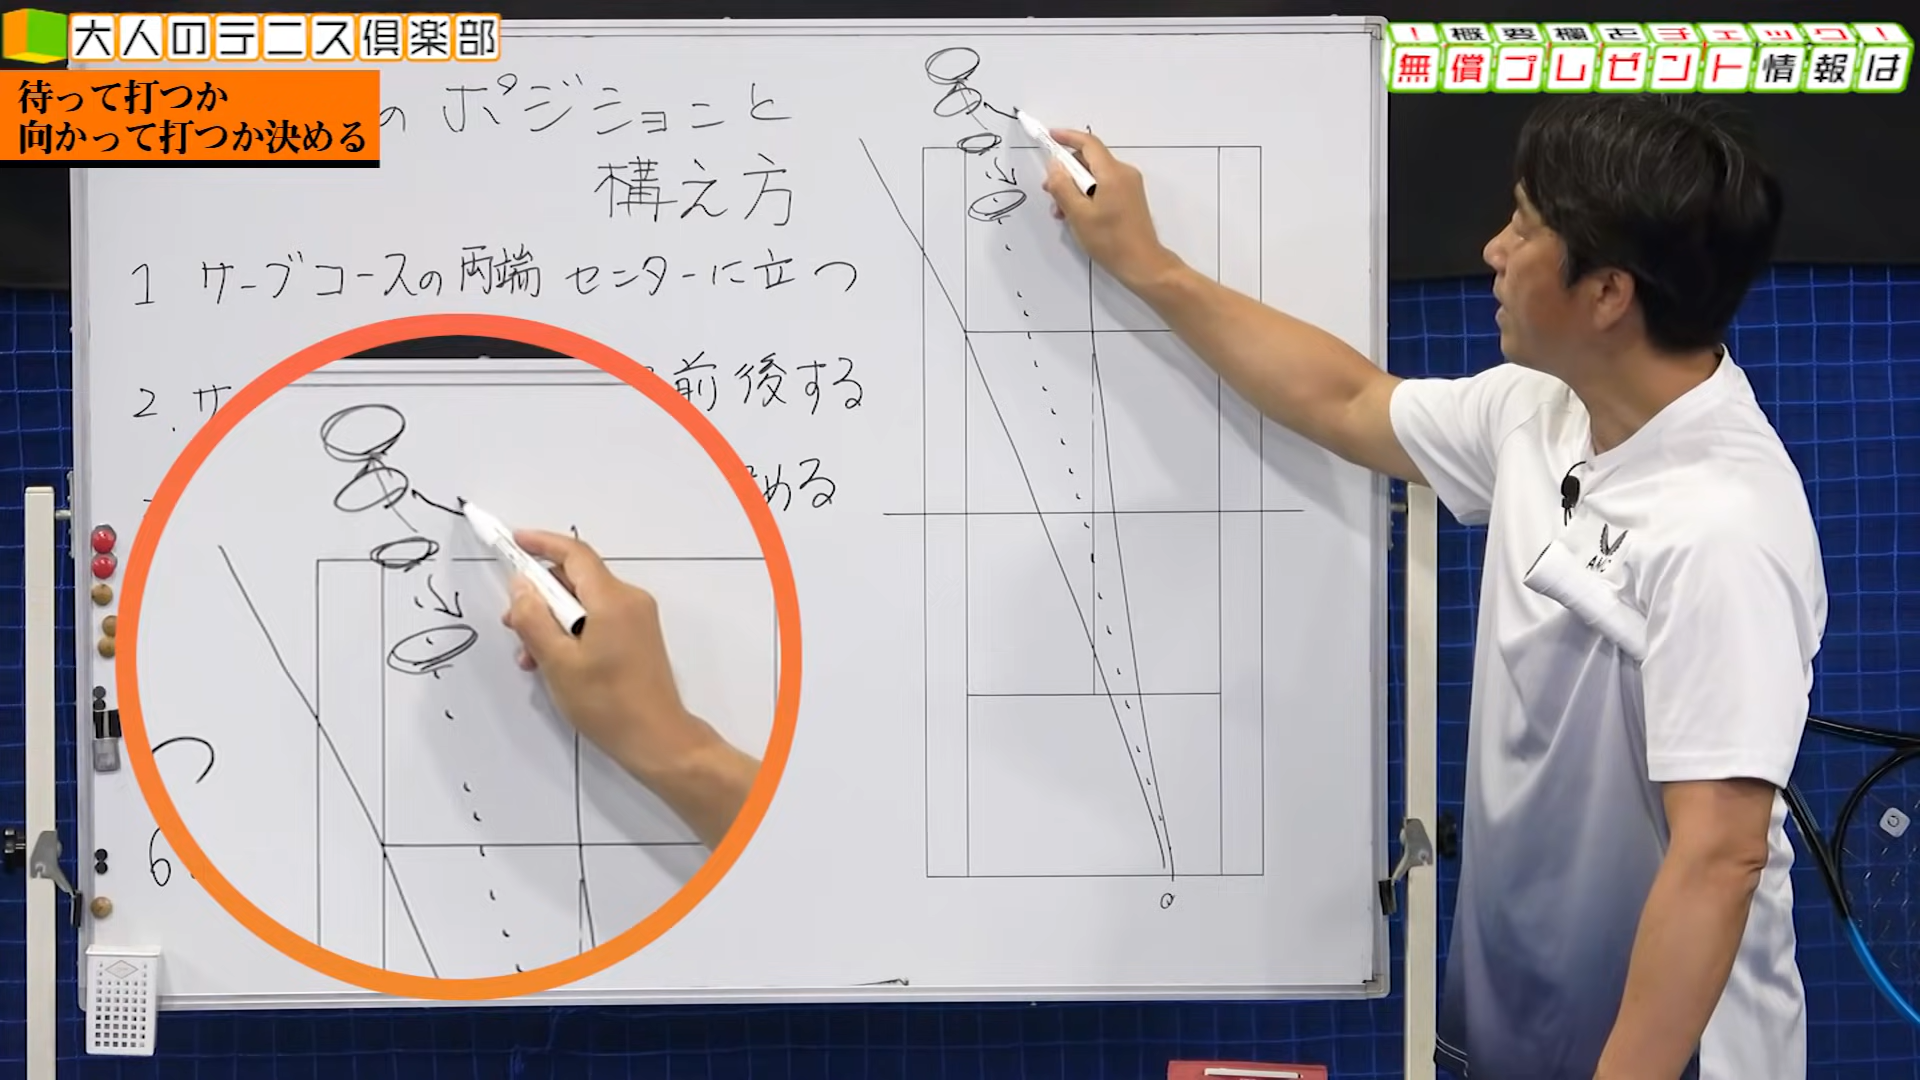 大人のテニス倶楽部
！概要欄をチェック！
無償プレゼント情報は
待って打つか
向かって打つか決める
のポジションと
構え方
1 サーブコースの両端 センターに立つ
2. サ
前後する
める
つ
6
AMC